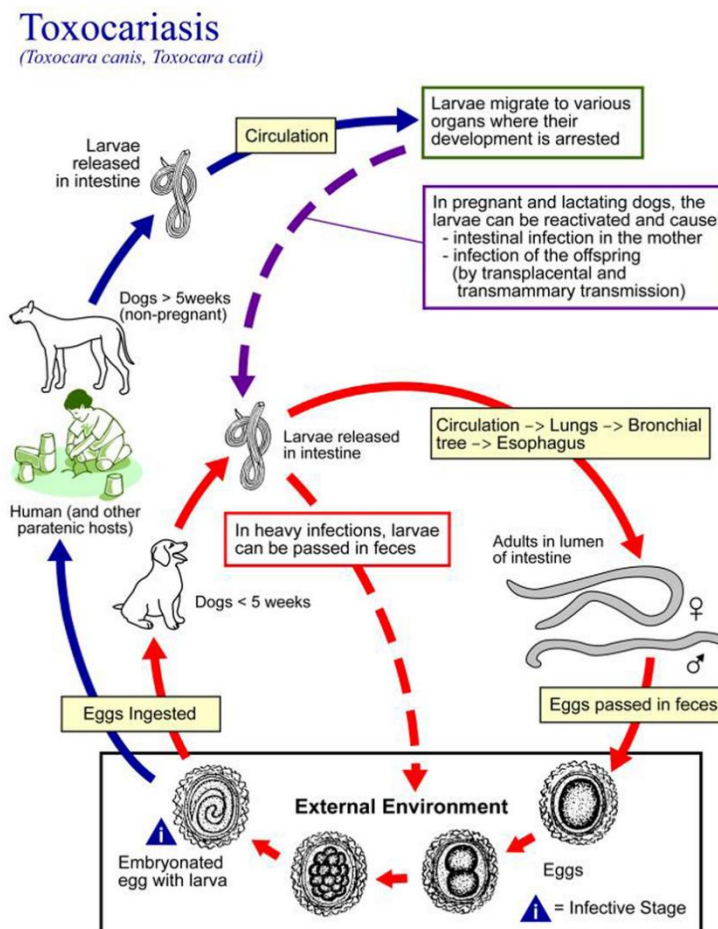 Toxocariasis
(Toxocara canis, Toxocara cati)
Circulation
Larvae migrate to various
organs where their
development is arrested
Larvae
released
in intestine
In pregnant and lactating dogs, the
larvae can be reactivated and cause
- intestinal infection in the mother
- infection of the offspring
(by transplacental and
transmammary transmission)
Dogs > 5weeks
(non-pregnant)
Circulation –> Lungs –> Bronchial
tree –> Esophagus
Larvae released
in intestine
Human (and other
paratenic hosts)
In heavy infections, larvae
can be passed in feces
Adults in lumen
of intestine
♀
Dogs < 5 weeks
♂
Eggs Ingested
Eggs passed in feces
External Environment
i
Embryonated
egg with larva
Eggs
i = Infective Stage